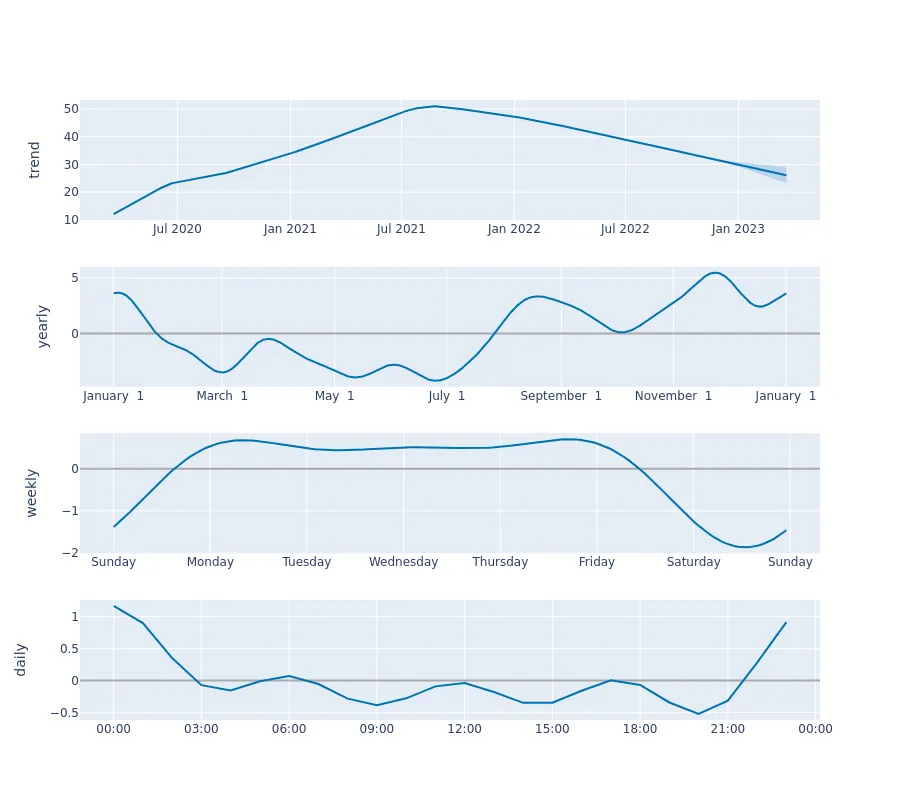 trend
50
40
30
20
10
Jul 2020 Jan 2021 Jul 2021 Jan 2022 Jul 2022 Jan 2023
yearly
5
0
January 1 March 1 May 1 July 1 September 1 November 1 January 1
weekly
0
−1
−2
Sunday Monday Tuesday Wednesday Thursday Friday Saturday Sunday
daily
1
0.5
0
−0.5
00:00 03:00 06:00 09:00 12:00 15:00 18:00 21:00 00:00